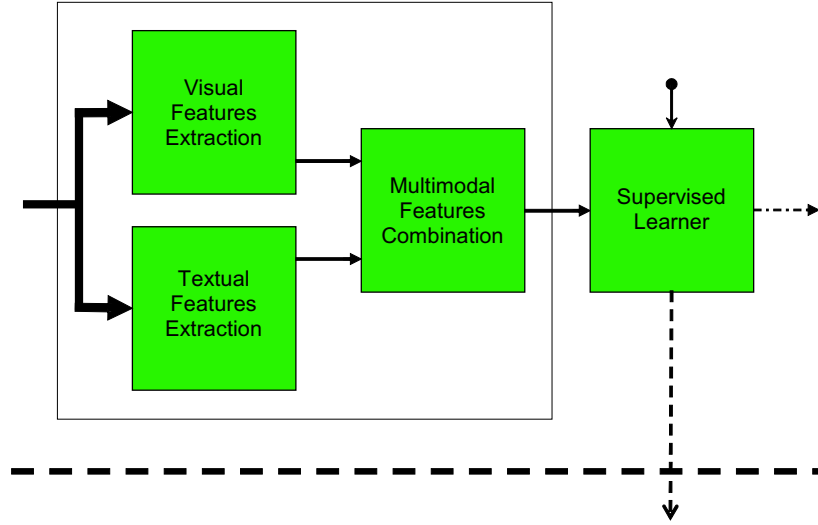 Visual
Features
Extraction
Textual
Features
Extraction
Multimodal
Features
Combination
Supervised
Learner